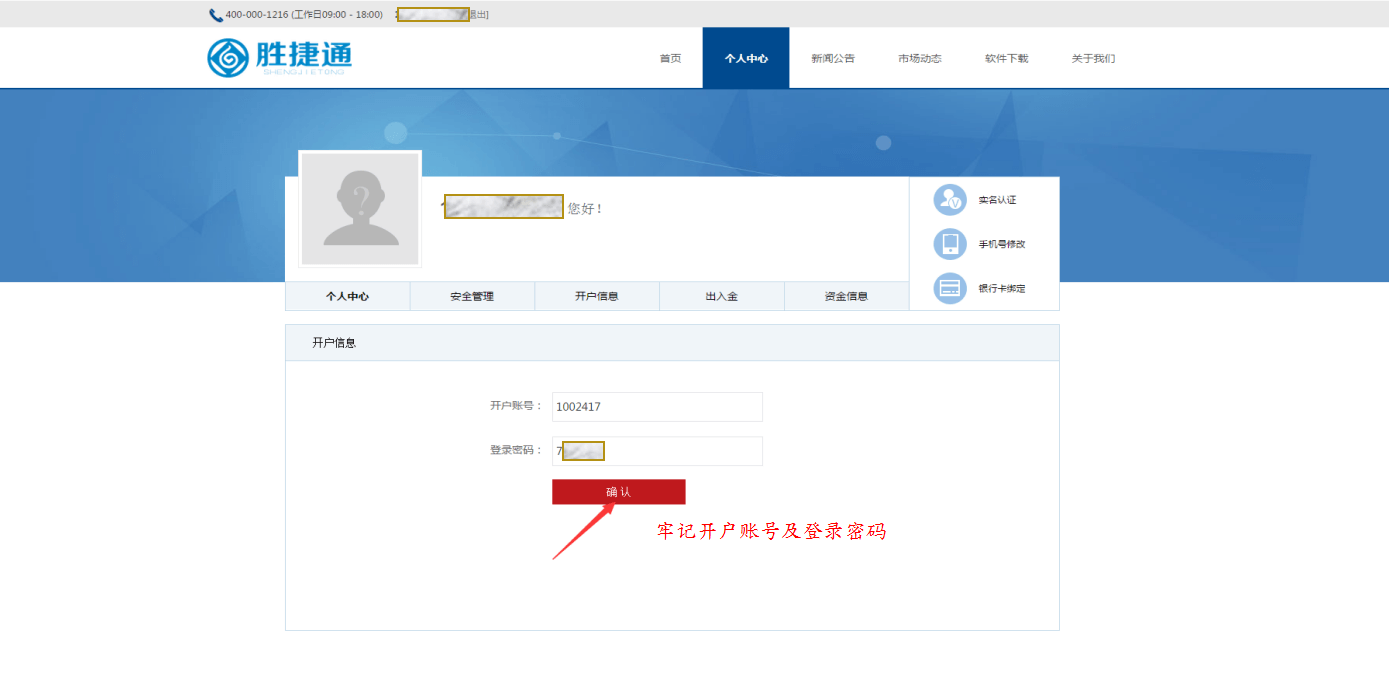 400-000-1216 (工作日09:00 - 18:00) 退出]
胜捷通
SHENGJIETONG
首页 个人中心 新闻公告 市场动态 软件下载 关于我们
您好！
实名认证
手机号修改
银行卡绑定
个人中心 安全管理 开户信息 出入金 资金信息
开户信息
开户账号： 1002417
登录密码： 7
确 认
牢记开户账号及登录密码